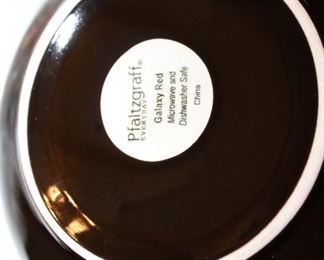 Pfaltzgraff®
EVERYDAY
Galaxy Red
Microwave and
Dishwasher Safe
China